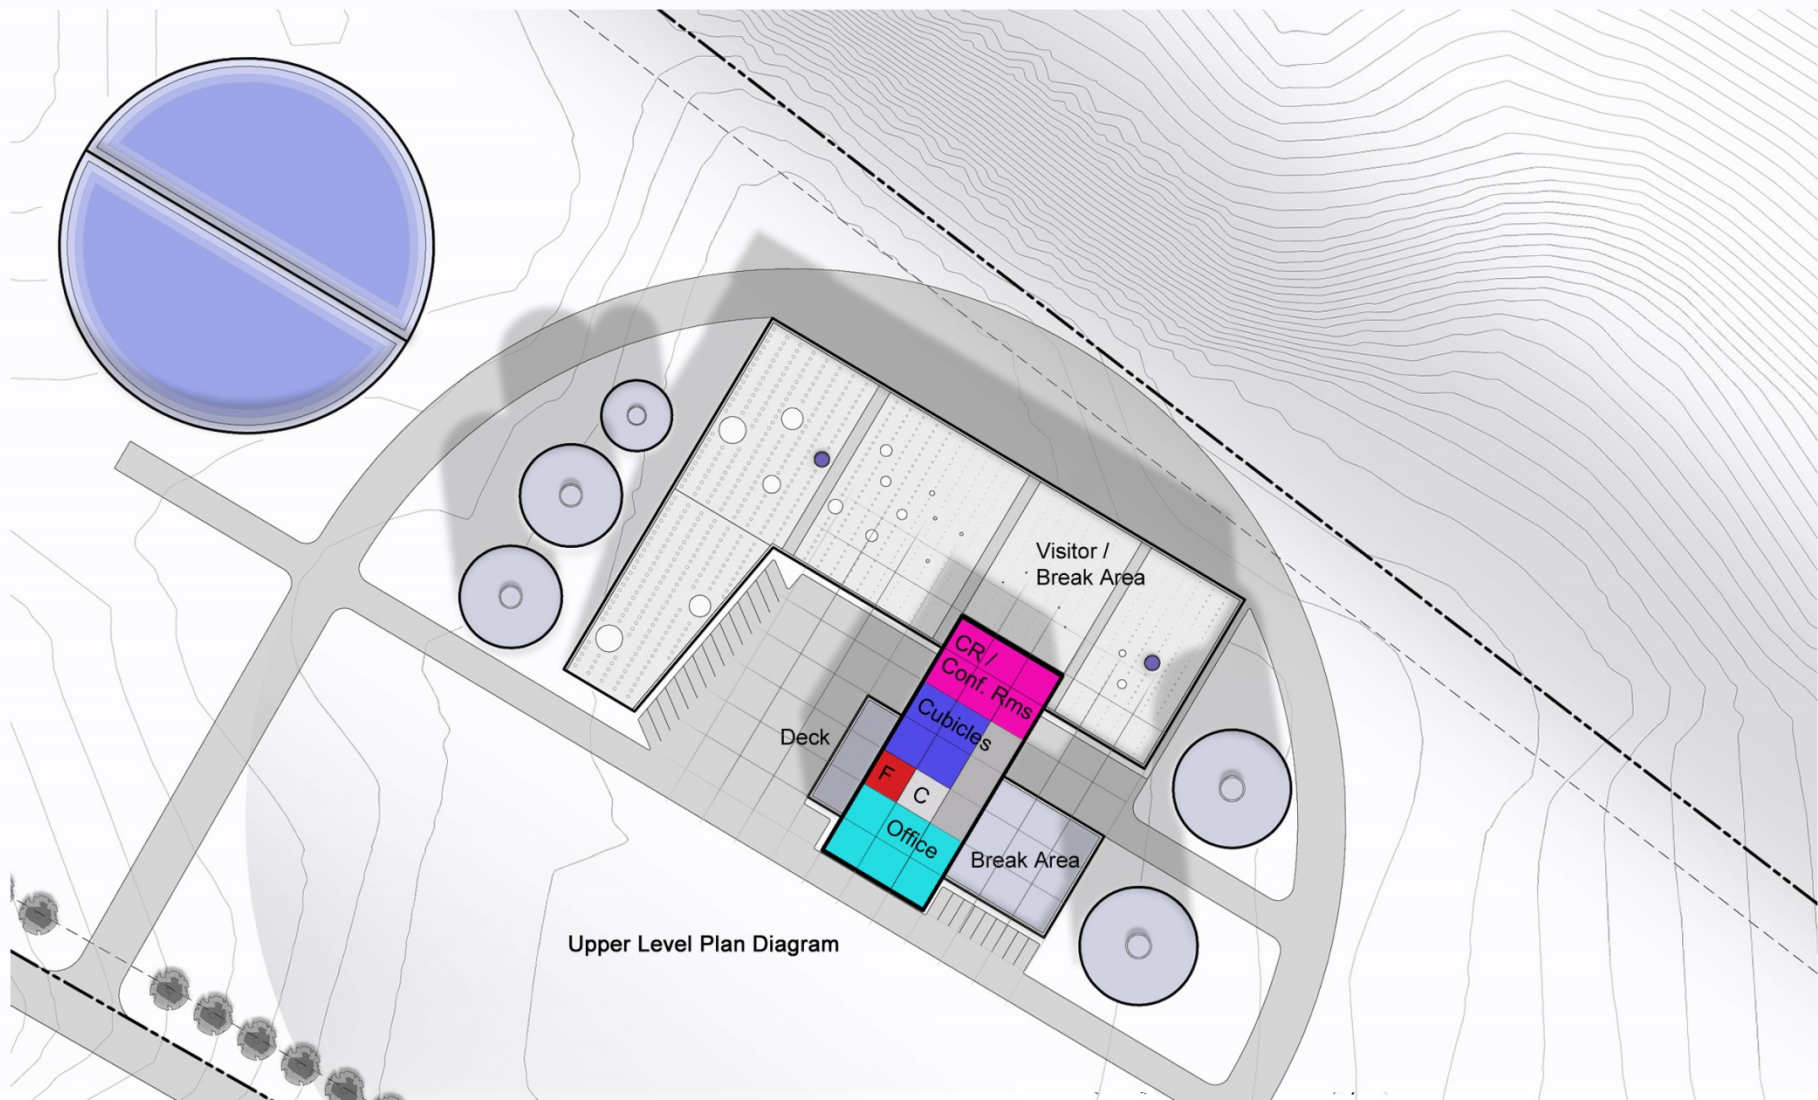 Visitor /
Break Area
CR /
Conf. Rms
Cubicles
Deck
F
C
Office
Break Area
Upper Level Plan Diagram